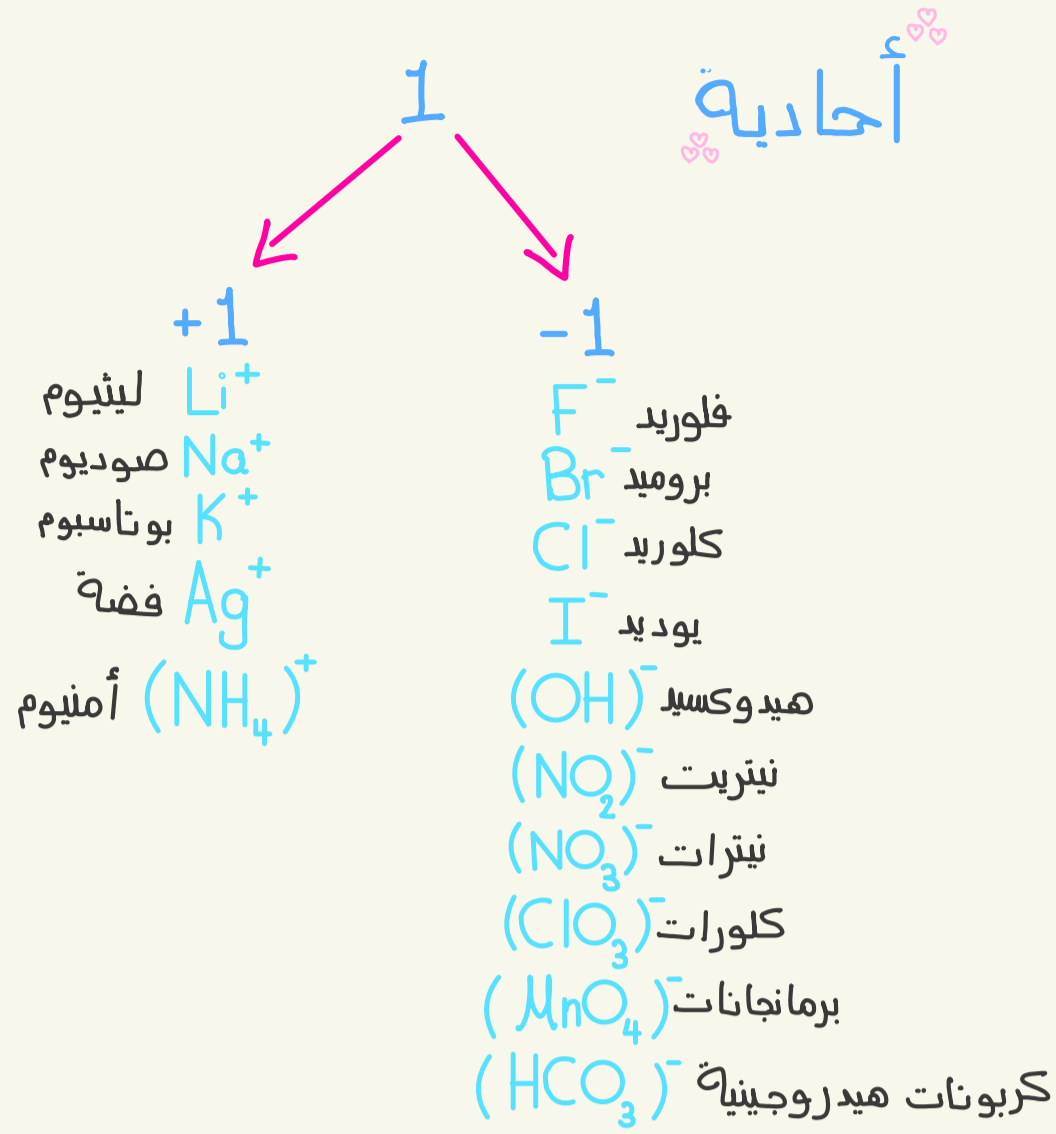 أحادية
1
+1
-1
Li⁺ ليثيوم
Na⁺ صوديوم
K⁺ بوتاسبوم
Ag⁺ فضة
(NH₄)⁺ أمنيوم
F⁻ فلوريد
Br⁻ بروميد
Cl⁻ كلوريد
I⁻ يوديد
(OH)⁻ هيدوكسيد
(NO₂)⁻ نيتريت
(NO₃)⁻ نيترات
(ClO₃)⁻ كلورات
(MnO₄)⁻ برمانجانات
(HCO₃)⁻ كربونات هيدروجينية